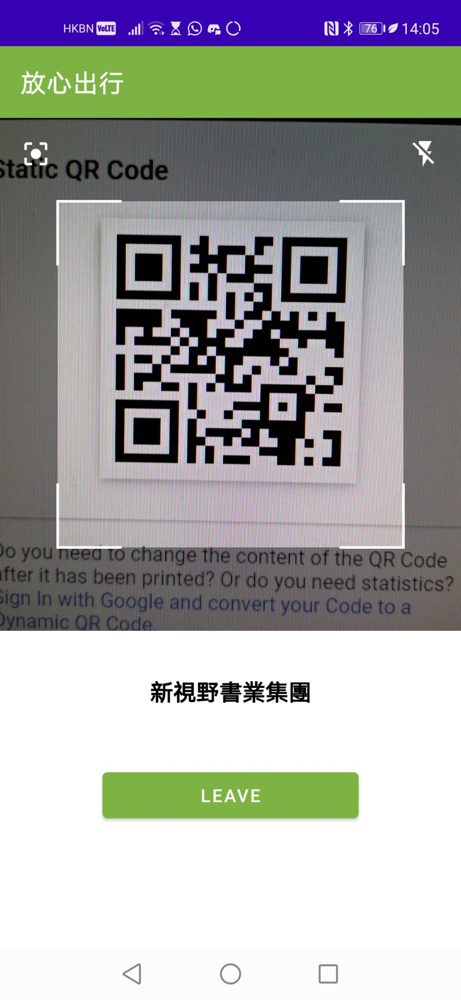 HKBN VoLTE 76 14:05
放心出行
Static QR Code
Do you need to change the content of the QR Code
after it has been printed? Or do you need statistics?
Sign In with Google and convert your Code to a
Dynamic QR Code.
新視野書業集團
LEAVE